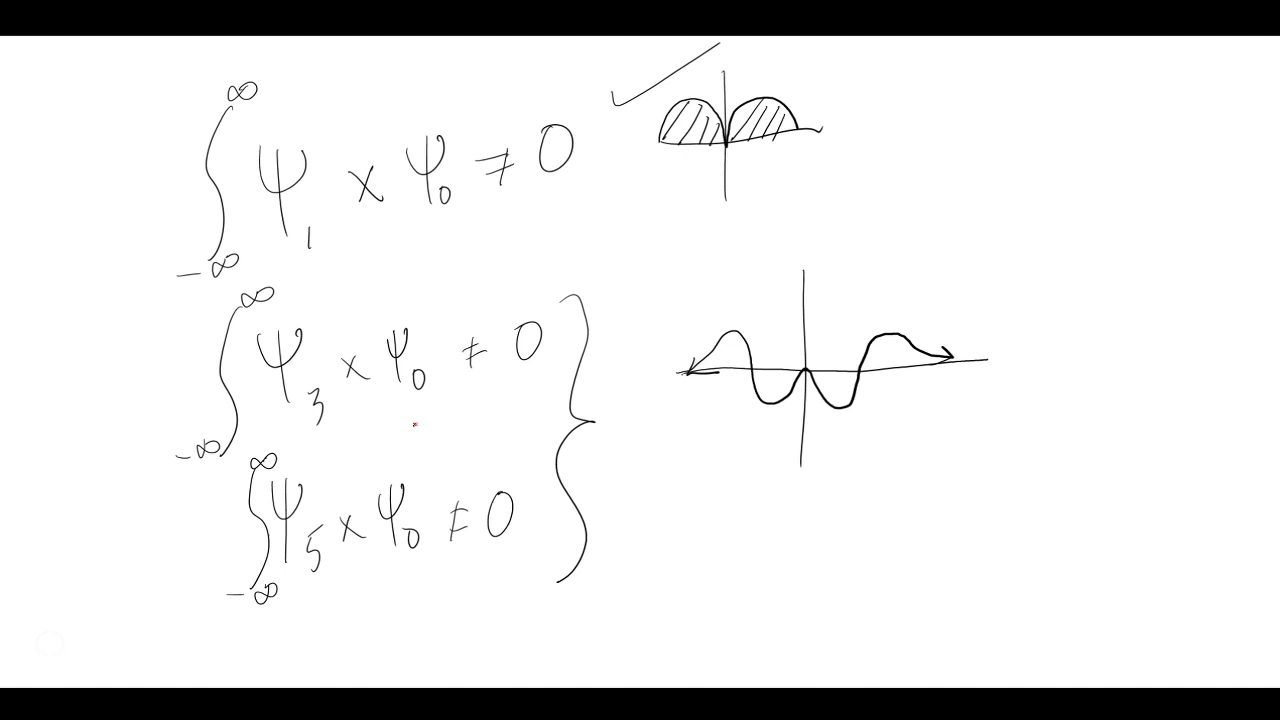 ∫_{-∞}^{∞} Ψ₁ × Ψ₀ ≠ 0
∫_{-∞}^{∞} Ψ₃ × Ψ₀ ≠ 0
∫_{-∞}^{∞} Ψ₅ × Ψ₀ ≠ 0